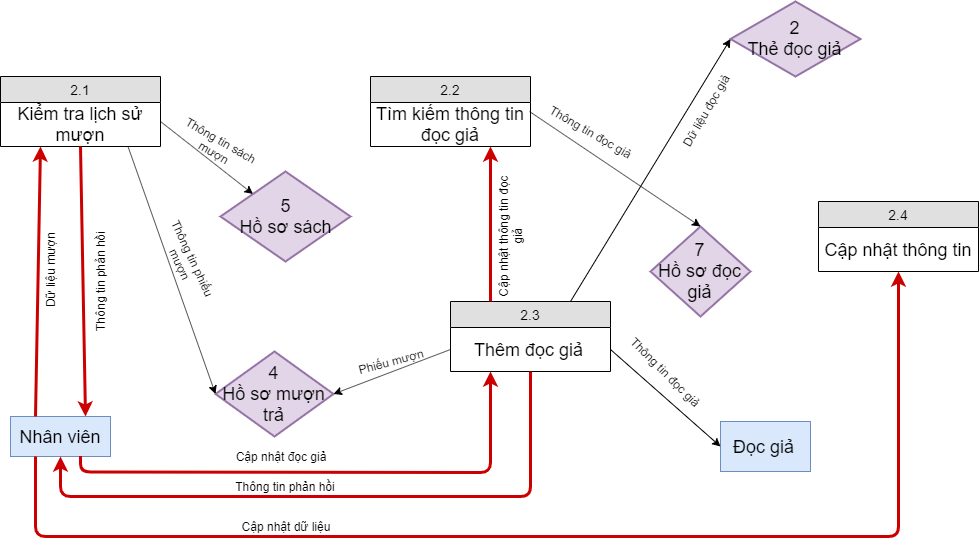 2
Thẻ đọc giả
2.1
Kiểm tra lịch sử
mượn
2.2
Tìm kiếm thông tin
đọc giả
Thông tin sách
mượn
Thông tin đọc giả
Dữ liệu đọc giả
5
Hồ sơ sách
2.4
Cập nhật thông tin
7
Hồ sơ đọc
giả
Dữ liệu mượn
Thông tin phản hồi
Thông tin phiếu
mượn
Cập nhật thông tin đọc
giả
2.3
Thêm đọc giả
Phiếu mượn
Thông tin đọc giả
4
Hồ sơ mượn
trả
Nhân viên
Đọc giả
Cập nhật đọc giả
Thông tin phản hồi
Cập nhật dữ liệu